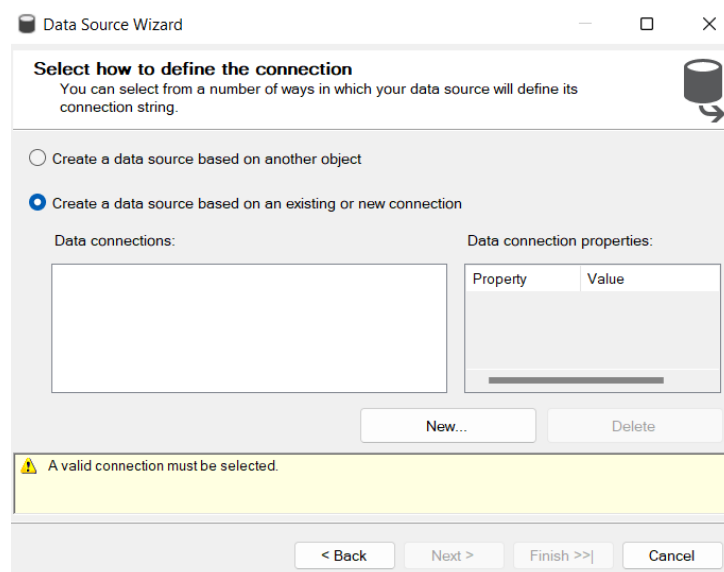 Data Source Wizard
Select how to define the connection
You can select from a number of ways in which your data source will define its
connection string.
Create a data source based on another object
Create a data source based on an existing or new connection
Data connections:
Data connection properties:
Property Value
New... Delete
A valid connection must be selected.
< Back Next > Finish >>| Cancel